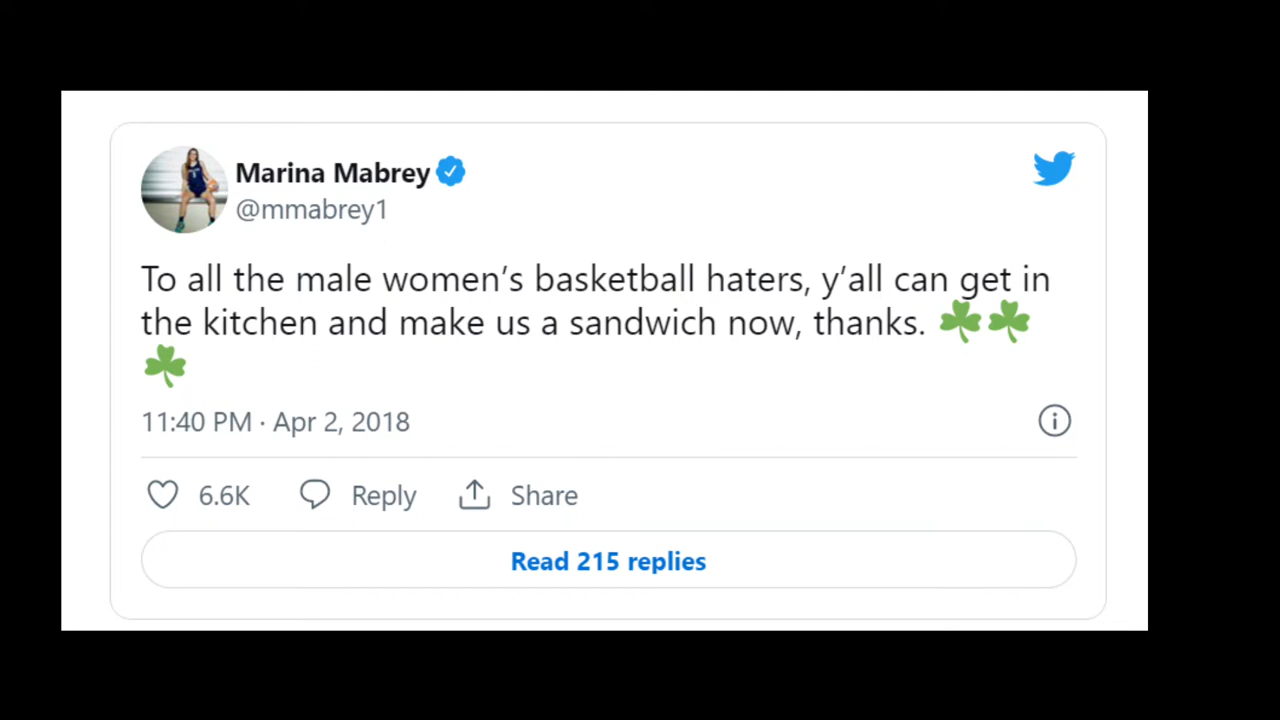 Marina Mabrey
@mmabrey1
To all the male women’s basketball haters, y’all can get in
the kitchen and make us a sandwich now, thanks. ☘️☘️
☘️
11:40 PM · Apr 2, 2018
6.6K Reply Share
Read 215 replies